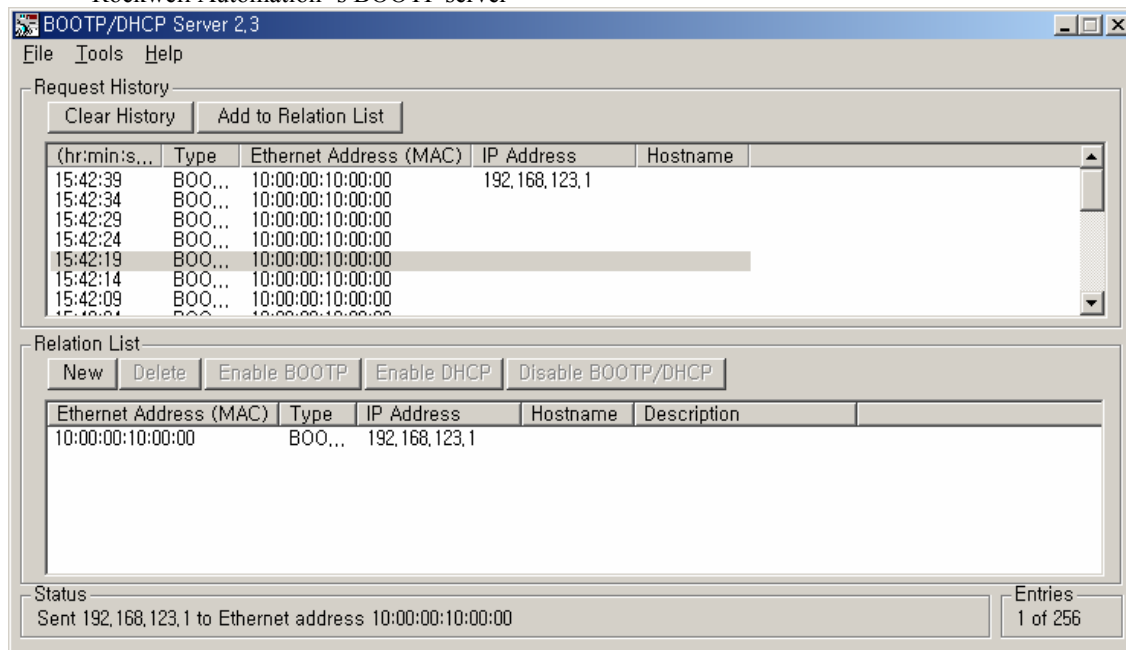 Rockwell Automation's BOOTP server
BOOTP/DHCP Server 2,3
File Tools Help
Request History
Clear History Add to Relation List
(hr:min:s... Type Ethernet Address (MAC) IP Address Hostname
15:42:39 BOO... 10:00:00:10:00:00 192,168,123,1
15:42:34 BOO... 10:00:00:10:00:00
15:42:29 BOO... 10:00:00:10:00:00
15:42:24 BOO... 10:00:00:10:00:00
15:42:19 BOO... 10:00:00:10:00:00
15:42:14 BOO... 10:00:00:10:00:00
15:42:09 BOO... 10:00:00:10:00:00
Relation List
New Delete Enable BOOTP Enable DHCP Disable BOOTP/DHCP
Ethernet Address (MAC) Type IP Address Hostname Description
10:00:00:10:00:00 BOO... 192,168,123,1
Status
Sent 192,168,123,1 to Ethernet address 10:00:00:10:00:00
Entries
1 of 256